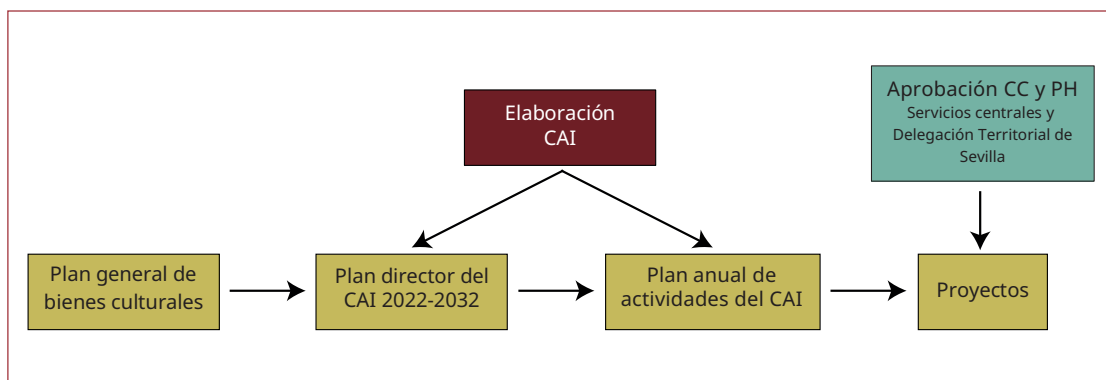 Aprobación CC y PH
Servicios centrales y
Delegación Territorial de
Sevilla
Elaboración
CAI
Plan general de
bienes culturales
Plan director del
CAI 2022-2032
Plan anual de
actividades del CAI
Proyectos